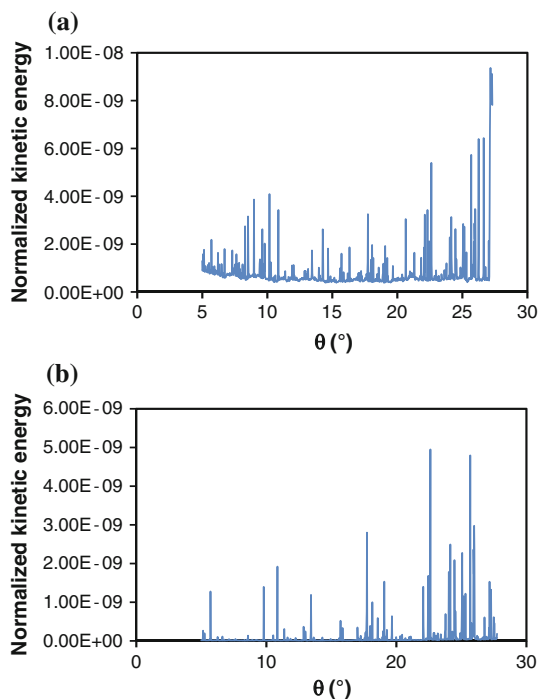 (a)
Normalized kinetic energy
1.00E-08
8.00E-09
6.00E-09
4.00E-09
2.00E-09
0.00E+00
0 5 10 15 20 25 30
θ (°)
(b)
Normalized kinetic energy
6.00E-09
5.00E-09
4.00E-09
3.00E-09
2.00E-09
1.00E-09
0.00E+00
0 10 20 30
θ (°)